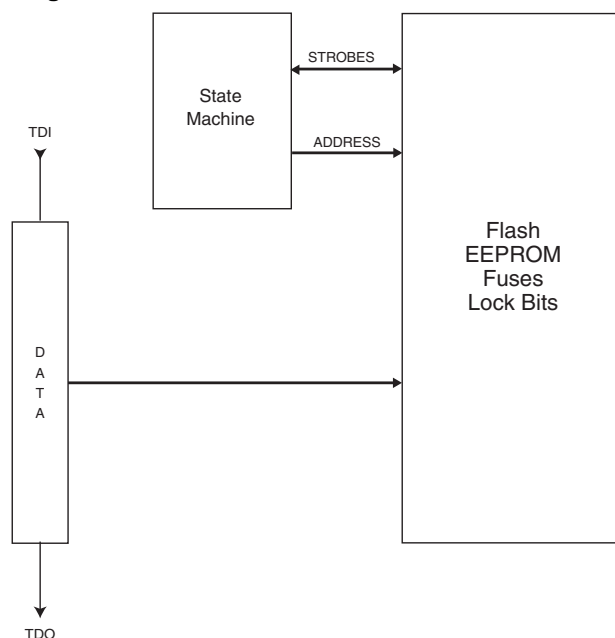 STROBES
State
Machine
TDI
ADDRESS
Flash
EEPROM
Fuses
Lock Bits
D
A
T
A
TDO